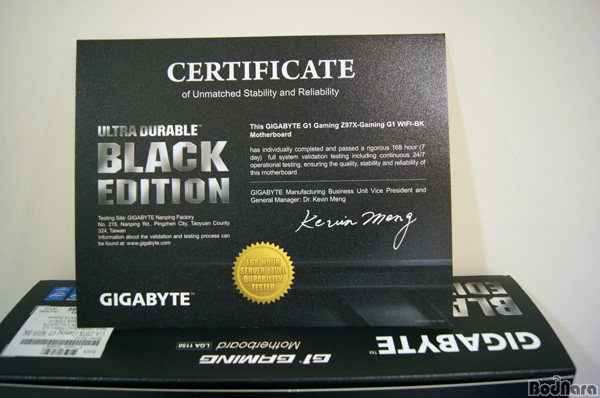 CERTIFICATE
of Unmatched Stability and Reliability
ULTRA DURABLE™
BLACK
EDITION
Testing Site: GIGABYTE Nanping Factory
No. 215, Nanping Rd., Pingzhen City, Taoyuan County
324, Taiwan
Information about the validation and testing process can
be found at: www.gigabyte.com
This GIGABYTE G1 Gaming Z97X-Gaming G1 WIFI-BK
Motherboard
has individually completed and passed a rigorous 168 hour (7
day) full system validation testing including continuous 24/7
operational testing, ensuring the quality, stability and reliability of
this motherboard.
GIGABYTE Manufacturing Business Unit Vice President and
General Manager: Dr. Kevin Meng
Kevin Meng
168 HOUR
SERVER LEVEL
DURABILITY
TESTED
GIGABYTE™
BLACK
EDITION
GIGABYTE™
G1 GAMING
Motherboard LGA 1150
BodNara